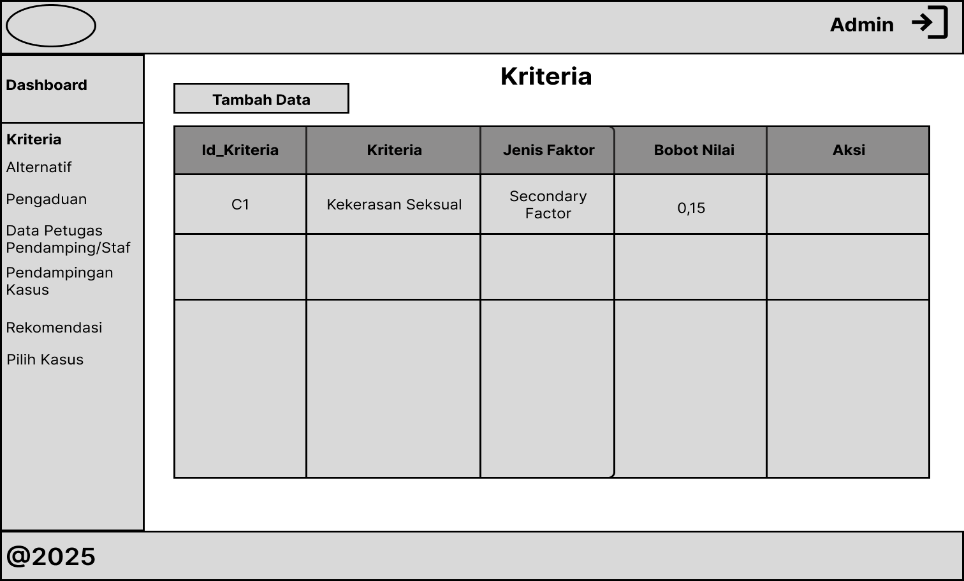 Admin
Dashboard
Kriteria
Alternatif
Pengaduan
Data Petugas
Pendamping/Staf
Pendampingan
Kasus
Rekomendasi
Pilih Kasus
Kriteria
Tambah Data
Id_Kriteria
Kriteria
Jenis Faktor
Bobot Nilai
Aksi
C1
Kekerasan Seksual
Secondary
Factor
0,15
@2025